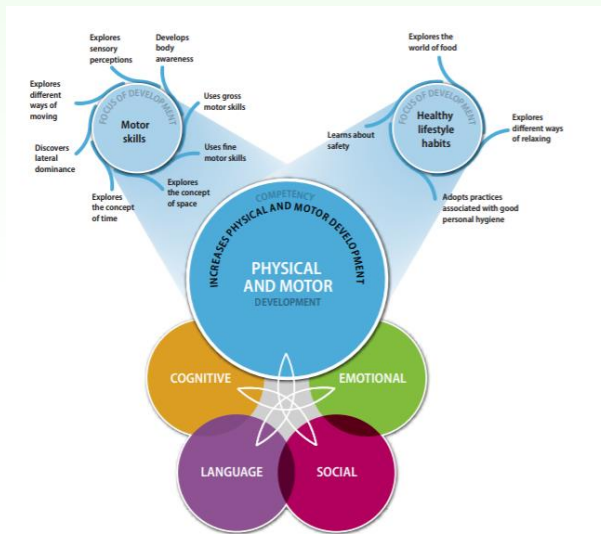 Explores
sensory
perceptions
Develops
body
awareness
Explores
different
ways of
moving
FOCUS OF DEVELOPMENT
Motor
skills
Uses gross
motor skills
Discovers
lateral
dominance
Uses fine
motor skills
Explores
the concept
of time
Explores
the concept
of space
Explores the
world of food
FOCUS OF DEVELOPMENT
Healthy
lifestyle
habits
Learns about
safety
Explores
different ways
of relaxing
Adopts practices
associated with good
personal hygiene
COMPETENCY
INCREASES PHYSICAL AND MOTOR DEVELOPMENT
PHYSICAL
AND MOTOR
DEVELOPMENT
COGNITIVE
EMOTIONAL
LANGUAGE
SOCIAL